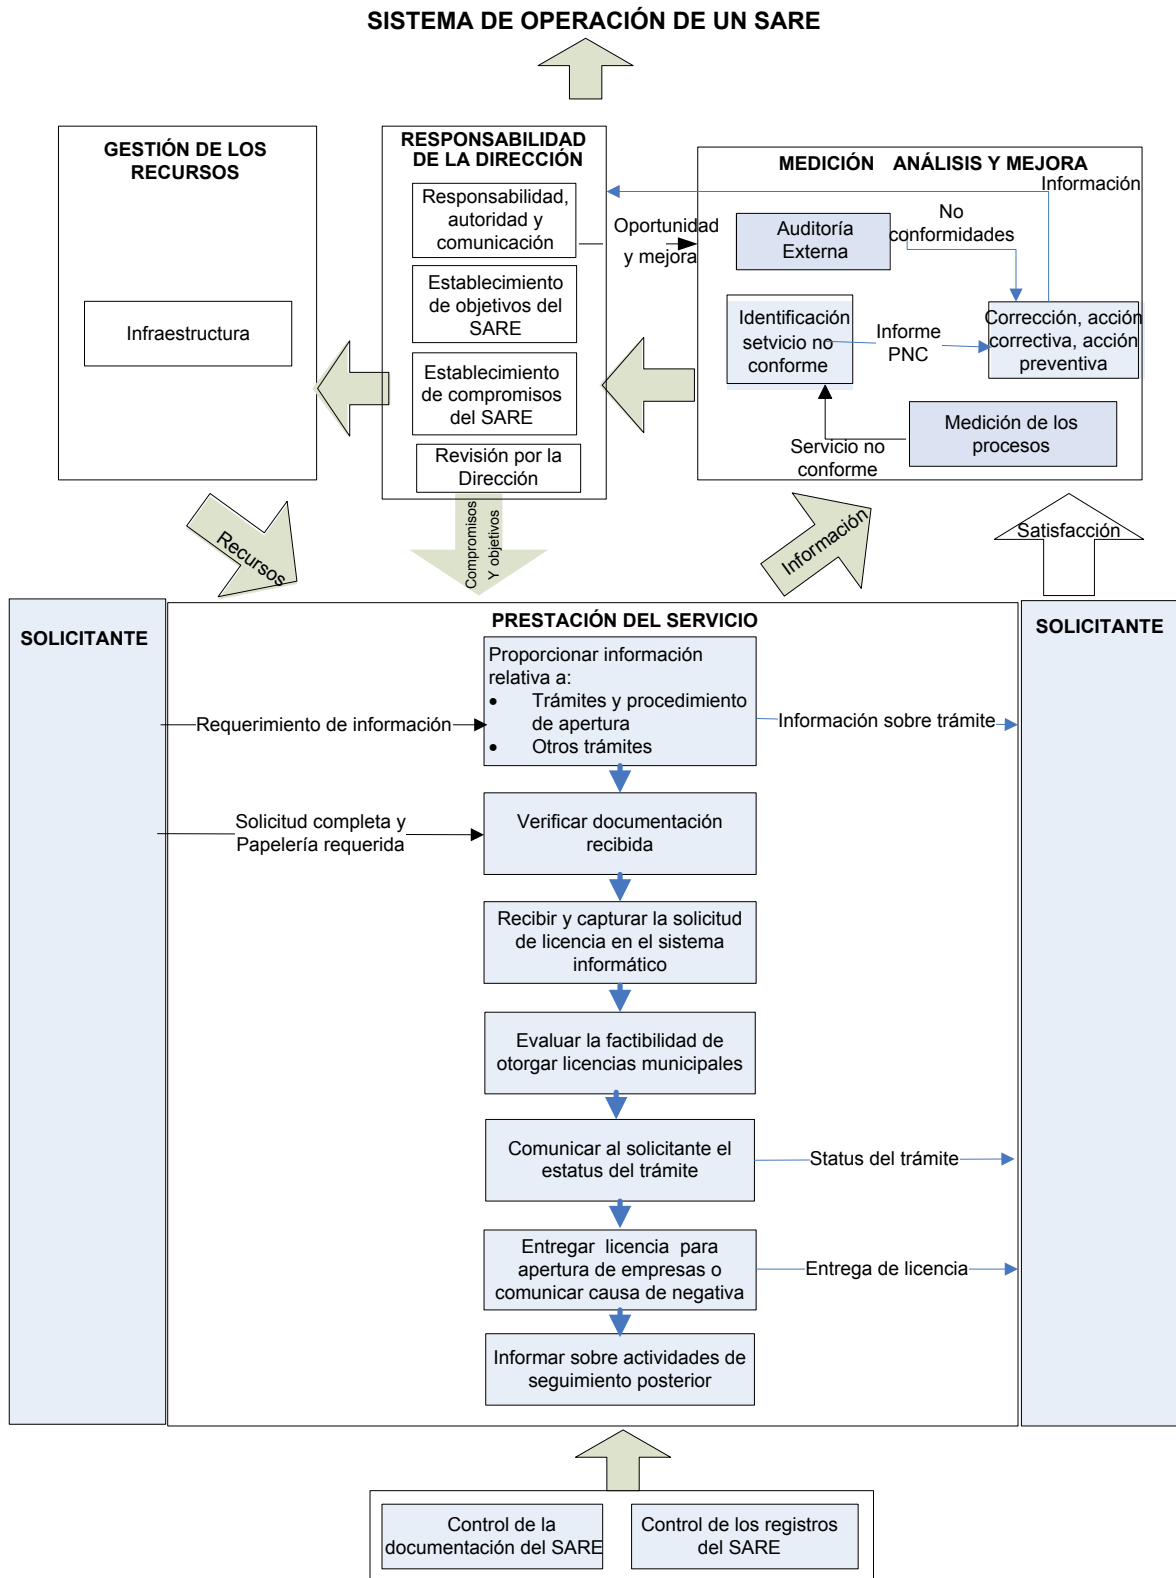 SISTEMA DE OPERACIÓN DE UN SARE
GESTIÓN DE LOS
RECURSOS
Infraestructura
RESPONSABILIDAD
DE LA DIRECCIÓN
Responsabilidad,
autoridad y
comunicación
Establecimiento
de objetivos del
SARE
Establecimiento
de compromisos
del SARE
Revisión por la
Dirección
Oportunidad
y mejora
MEDICIÓN ANÁLISIS Y MEJORA
Información
Auditoría
Externa
No
conformidades
Identificación
setvicio no
conforme
Informe
PNC
Corrección, acción
correctiva, acción
preventiva
Medición de los
procesos
Servicio no
conforme
Recursos
Compromisos
Y objetivos
Información
Satisfacción
SOLICITANTE
PRESTACIÓN DEL SERVICIO
SOLICITANTE
Proporcionar información
relativa a:
• Trámites y procedimiento
de apertura
• Otros trámites
Requerimiento de información
Información sobre trámite
Solicitud completa y
Papelería requerida
Verificar documentación
recibida
Recibir y capturar la solicitud
de licencia en el sistema
informático
Evaluar la factibilidad de
otorgar licencias municipales
Comunicar al solicitante el
estatus del trámite
Status del trámite
Entregar licencia para
apertura de empresas o
comunicar causa de negativa
Entrega de licencia
Informar sobre actividades de
seguimiento posterior
Control de la
documentación del SARE
Control de los registros
del SARE